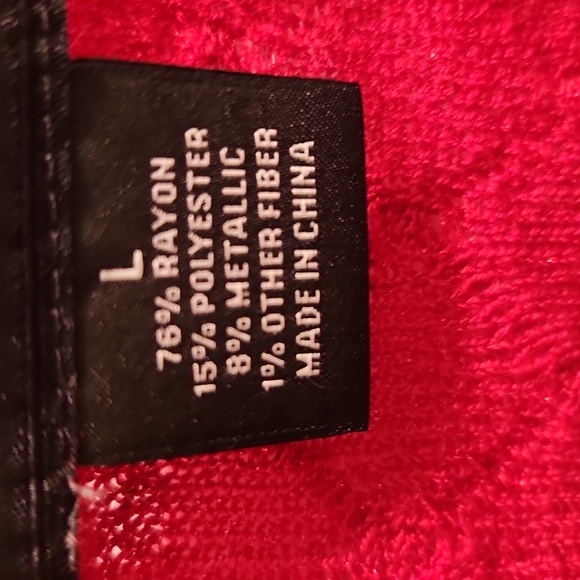 L
76% RAYON
15% POLYESTER
8% METALLIC
1% OTHER FIBER
MADE IN CHINA